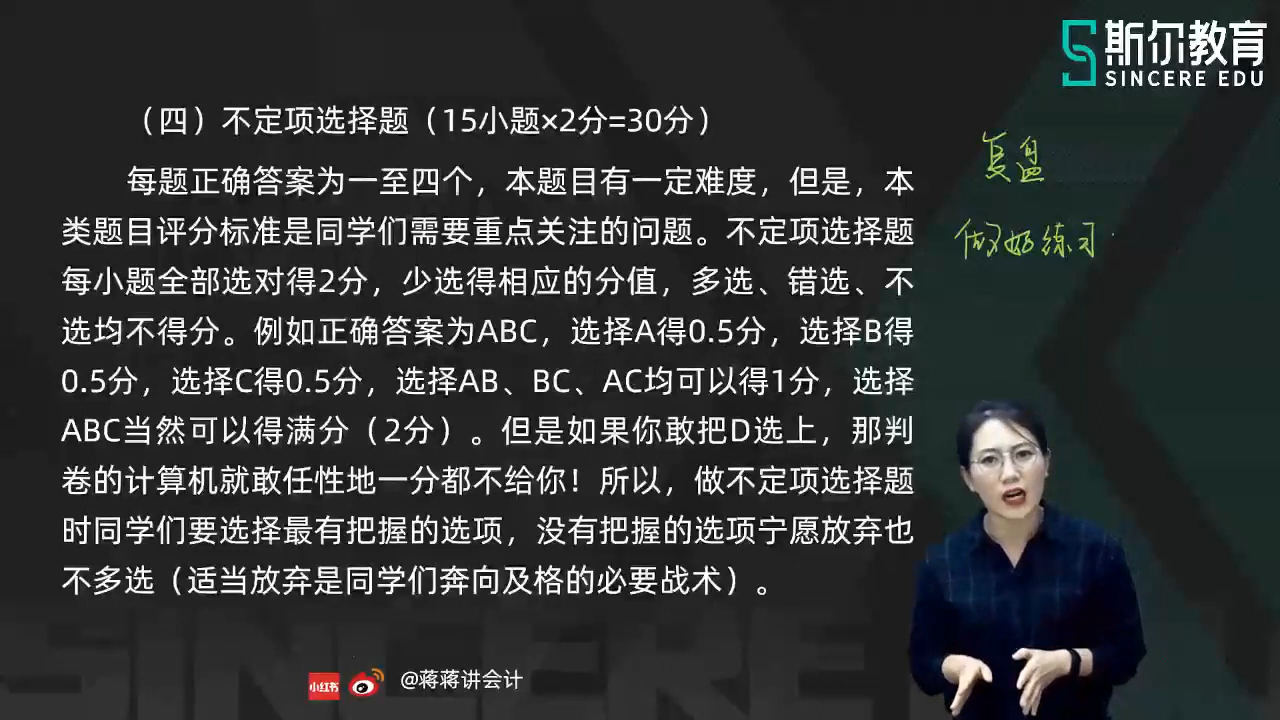 斯尔教育
SINCERE EDU
（四）不定项选择题（15小题×2分=30分）
复盘
做好练习
每题正确答案为一至四个，本题目有一定难度，但是，本
类题目评分标准是同学们需要重点关注的问题。不定项选择题
每小题全部选对得2分，少选得相应的分值，多选、错选、不
选均不得分。例如正确答案为ABC，选择A得0.5分，选择B得
0.5分，选择C得0.5分，选择AB、BC、AC均可以得1分，选择
ABC当然可以得满分（2分）。但是如果你敢把D选上，那判
卷的计算机就敢任性地一分都不给你！所以，做不定项选择题
时同学们要选择最有把握的选项，没有把握的选项宁愿放弃也
不多选（适当放弃是同学们奔向及格的必要战术）。
SINCERE
小红书
@蒋蒋讲会计